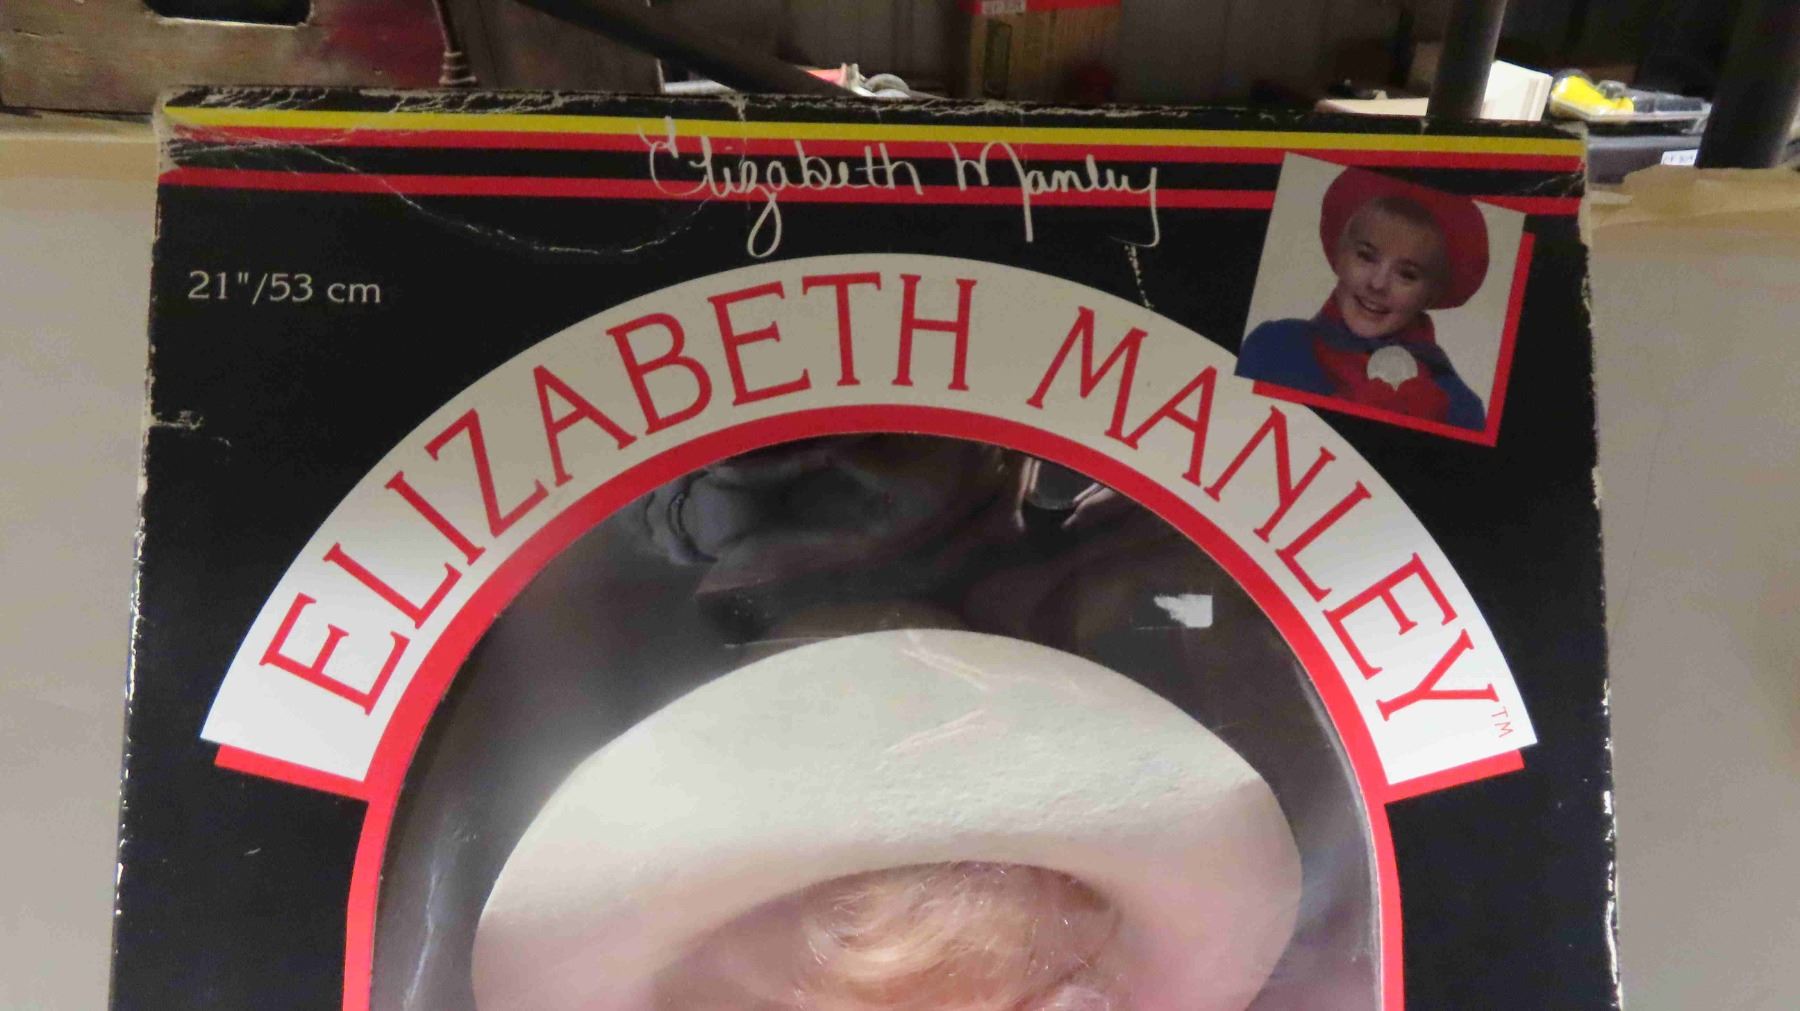 Elizabeth Manley
21"/53 cm
ELIZABETH MANLEY™